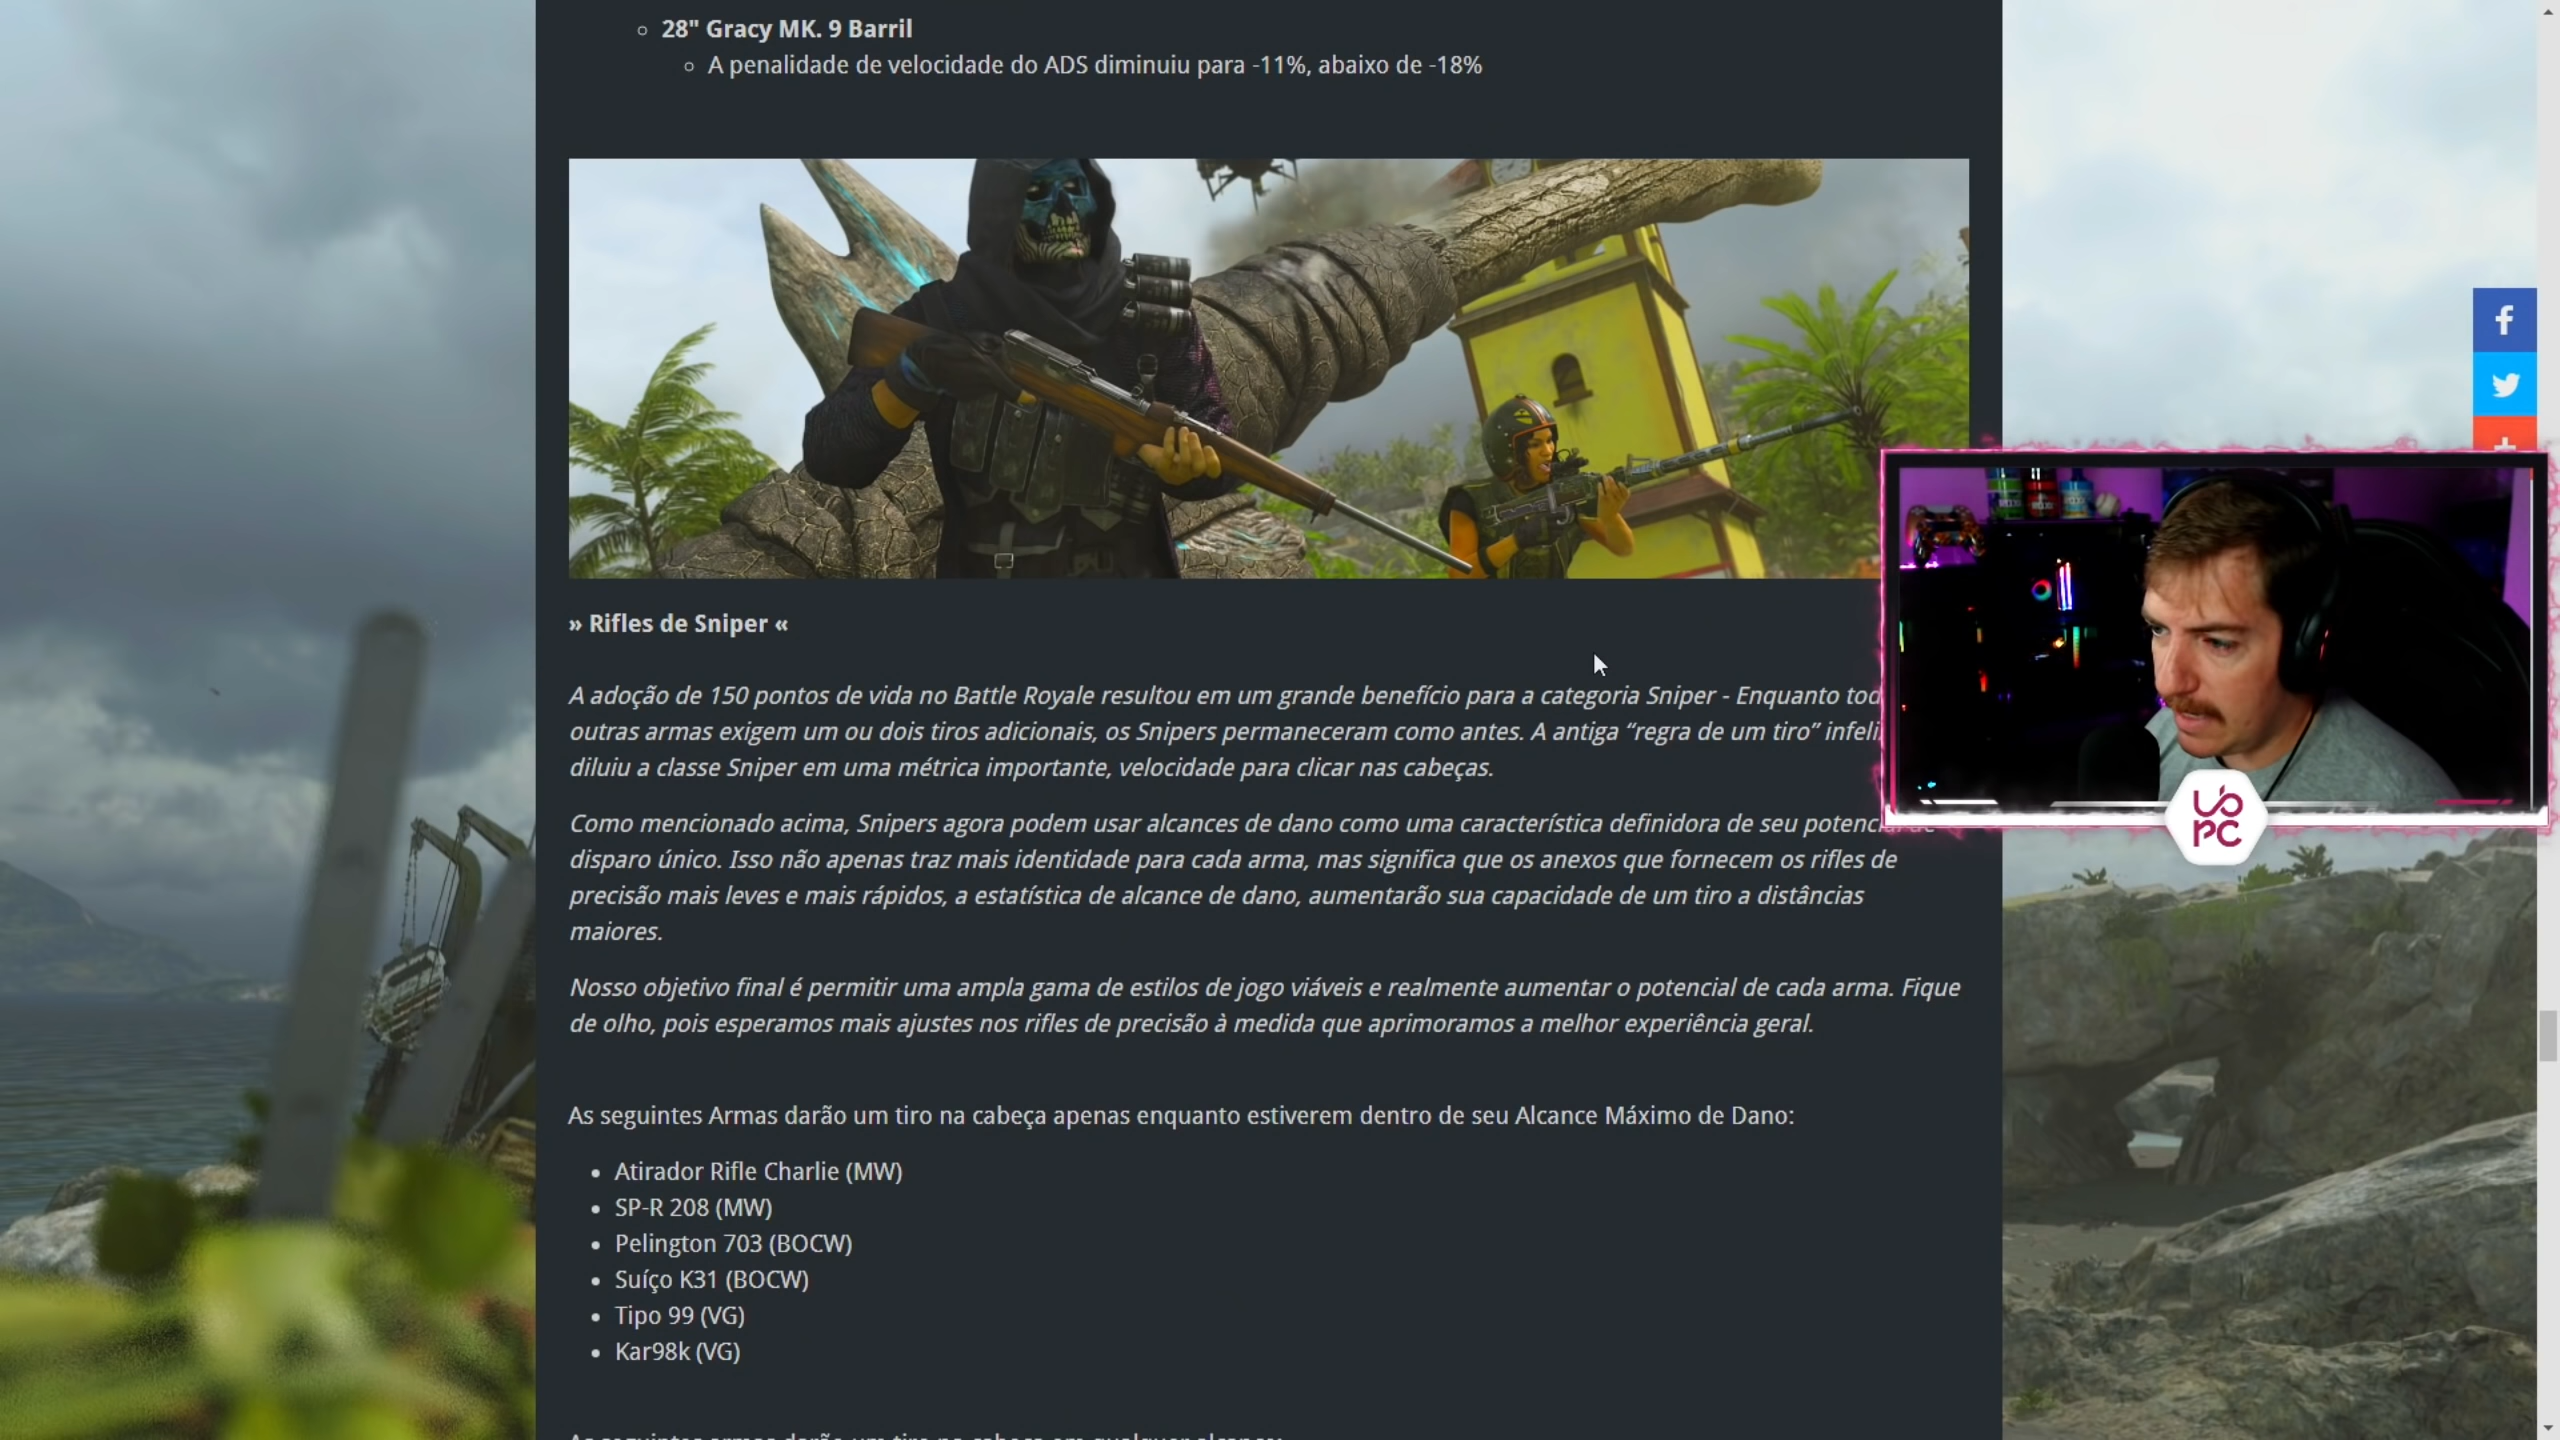 28" Gracy MK. 9 Barril
A penalidade de velocidade do ADS diminuiu para -11%, abaixo de -18%
» Rifles de Sniper «
A adoção de 150 pontos de vida no Battle Royale resultou em um grande benefício para a categoria Sniper - Enquanto
outras armas exigem um ou dois tiros adicionais, os Snipers permaneceram como antes. A antiga “regra de um tiro”
diluiu a classe Sniper em uma métrica importante, velocidade para clicar nas cabeças.
Como mencionado acima, Snipers agora podem usar alcances de dano como uma característica definidora de seu potencial de
disparo único. Isso não apenas traz mais identidade para cada arma, mas significa que os anexos que fornecem os rifles de
precisão mais leves e mais rápidos, a estatística de alcance de dano, aumentarão sua capacidade de um tiro a distâncias
maiores.
Nosso objetivo final é permitir uma ampla gama de estilos de jogo viáveis e realmente aumentar o potencial de cada arma. Fique
de olho, pois esperamos mais ajustes nos rifles de precisão à medida que aprimoramos a melhor experiência geral.
As seguintes Armas darão um tiro na cabeça apenas enquanto estiverem dentro de seu Alcance Máximo de Dano:
Atirador Rifle Charlie (MW)
SP-R 208 (MW)
Pelington 703 (BOCW)
Suíço K31 (BOCW)
Tipo 99 (VG)
Kar98k (VG)